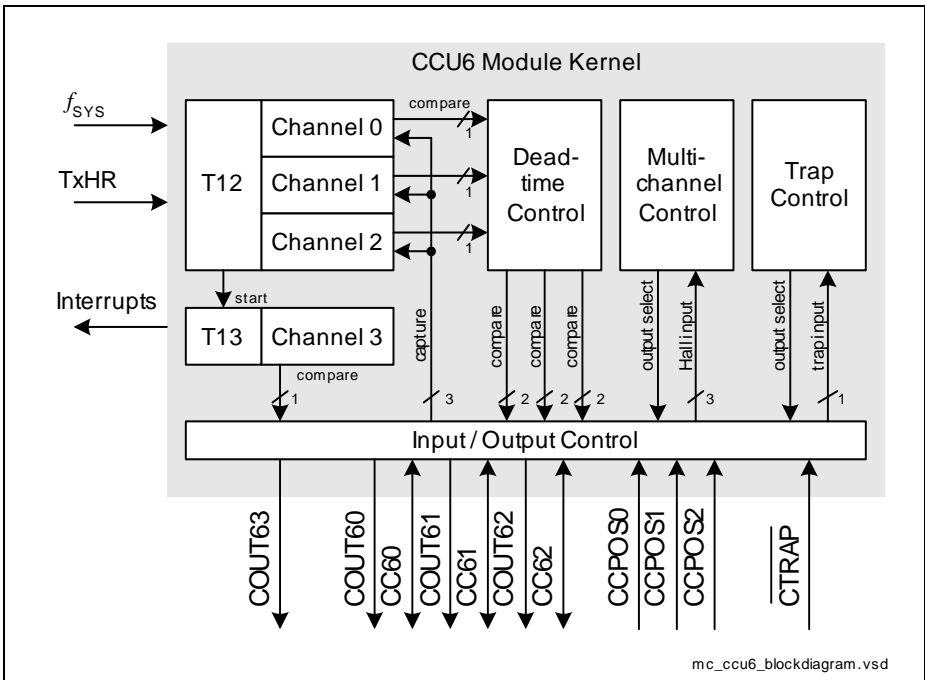 CCU6 Module Kernel
fSYS
TxHR
Interrupts
T12
Channel 0
Channel 1
Channel 2
compare
1
1
1
Dead-
time
Control
Multi-
channel
Control
Trap
Control
start
T13
Channel 3
compare
1
capture
3
compare
2
compare
2
compare
2
output select
Hall input
3
output select
trap input
1
Input / Output Control
COUT63
COUT60
CC60
COUT61
CC61
COUT62
CC62
CCPOS0
CCPOS1
CCPOS2
CTRAP
mc_ccu6_blockdiagram.vsd